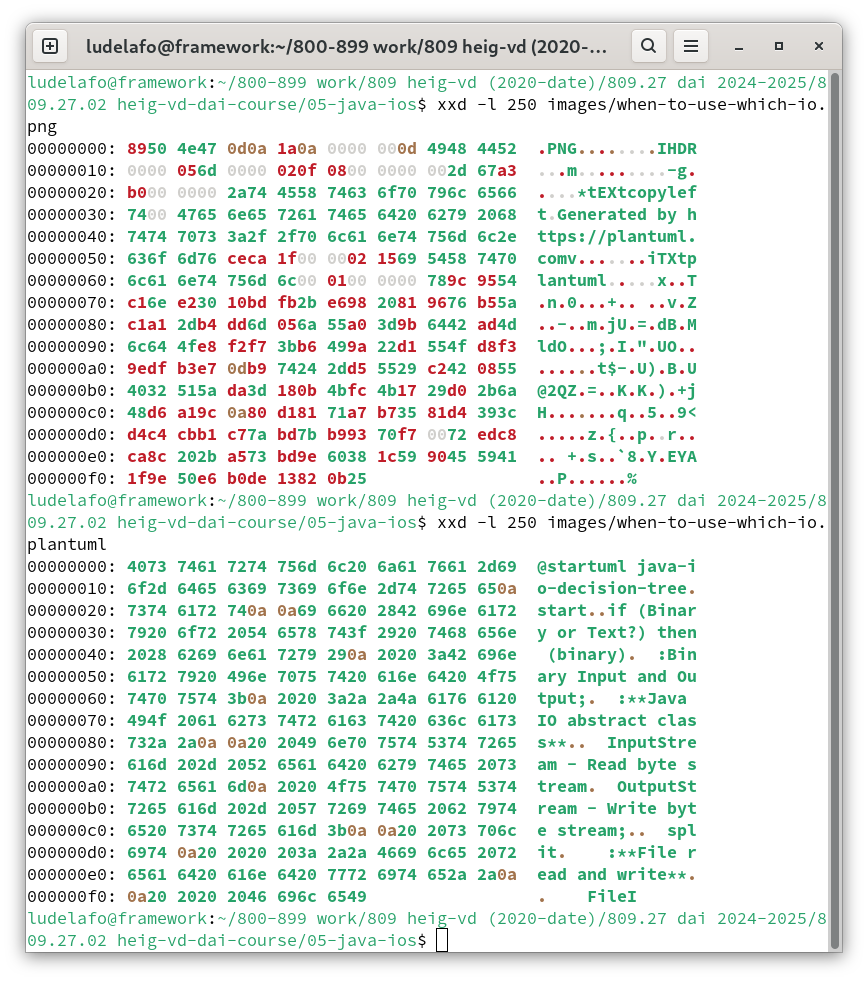 ludelafo@framework:~/800-899 work/809 heig-vd (2020-...
ludelafo@framework:~/800-899 work/809 heig-vd (2020-date)/809.27 dai 2024-2025/8
09.27.02 heig-vd-dai-course/05-java-ios$ xxd -l 250 images/when-to-use-which-io.
png
00000000: 8950 4e47 0d0a 1a0a 0000 000d 4948 4452  .PNG........IHDR
00000010: 0000 056d 0000 020f 0800 0000 002d 67a3  ...m.........-g.
00000020: b000 0000 2a74 4558 7463 6f70 796c 6566  ....*tEXtcopylef
00000030: 7400 4765 6e65 7261 7465 6420 6279 2068  t.Generated by h
00000040: 7474 7073 3a2f 2f70 6c61 6e74 756d 6c2e  ttps://plantuml.
00000050: 636f 6d76 ceca 1f00 0002 1569 5458 7470  comv.......iTXtp
00000060: 6c61 6e74 756d 6c00 0100 0000 789c 9554  lantuml.....x..T
00000070: c16e e230 10bd fb2b e698 2081 9676 b55a  .n.0...+.. ..v.Z
00000080: c1a1 2db4 dd6d 056a 55a0 3d9b 6442 ad4d  ..-..m.jU.=.dB.M
00000090: 6c64 4fe8 f2f7 3bb6 499a 22d1 554f d8f3  ldO...;.I.".UO..
000000a0: 9edf b3e7 0db9 7424 2dd5 5529 c242 0855  ......t$-.U).B.U
000000b0: 4032 515a da3d 180b 4bfc 4b17 29d0 2b6a  @2QZ.=..K.K.).+j
000000c0: 48d6 a19c 0a80 d181 71a7 b735 81d4 393c  H.......q..5..9<
000000d0: d4c4 cbb1 c77a bd7b b993 70f7 0072 edc8  .....z.{..p..r..
000000e0: ca8c 202b a573 bd9e 6038 1c59 9045 5941  .. +.s..`8.Y.EYA
000000f0: 1f9e 50e6 b0de 1382 0b25  ..P......%
ludelafo@framework:~/800-899 work/809 heig-vd (2020-date)/809.27 dai 2024-2025/8
09.27.02 heig-vd-dai-course/05-java-ios$ xxd -l 250 images/when-to-use-which-io.
plantuml
00000000: 4073 7461 7274 756d 6c20 6a61 7661 2d69  @startuml java-i
00000010: 6f2d 6465 6369 7369 6f6e 2d74 7265 650a  o-decision-tree.
00000020: 7374 6172 740a 0a69 6620 2842 696e 6172  start..if (Binar
00000030: 7920 6f72 2054 6578 743f 2920 7468 656e  y or Text?) then
00000040: 2028 6269 6e61 7279 290a 2020 3a42 696e   (binary).  :Bin
00000050: 6172 7920 496e 7075 7420 616e 6420 4f75  ary Input and Ou
00000060: 7470 7574 3b0a 2020 3a2a 2a4a 6176 6120  tput;.  :**Java
00000070: 494f 2061 6273 7472 6163 7420 636c 6173  IO abstract clas
00000080: 732a 2a0a 0a20 2049 6e70 7574 5374 7265  s**..  InputStre
00000090: 616d 202d 2052 6561 6420 6279 7465 2073  am - Read byte s
000000a0: 7472 6561 6d0a 2020 4f75 7470 7574 5374  tream.  OutputSt
000000b0: 7265 616d 202d 2057 7269 7465 2062 7974  ream - Write byt
000000c0: 6520 7374 7265 616d 3b0a 0a20 2073 706c  e stream;..  spl
000000d0: 6974 0a20 2020 203a 2a2a 4669 6c65 2072  it.    :**File r
000000e0: 6561 6420 616e 6420 7772 6974 652a 2a0a  ead and write**.
000000f0: 0a20 2020 2046 696c 6549  .    FileI
ludelafo@framework:~/800-899 work/809 heig-vd (2020-date)/809.27 dai 2024-2025/8
09.27.02 heig-vd-dai-course/05-java-ios$